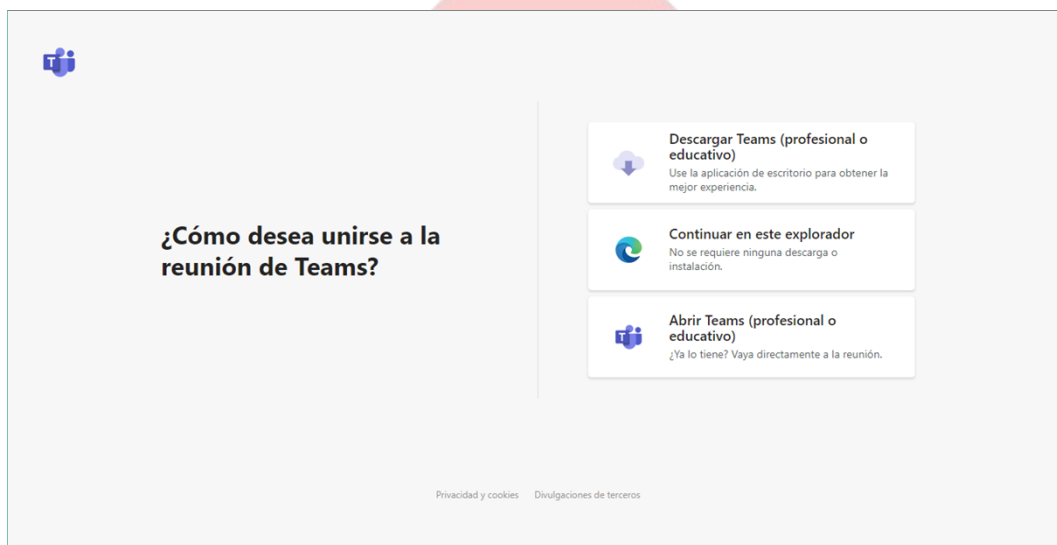 ¿Cómo desea unirse a la
reunión de Teams?
Descargar Teams (profesional o
educativo)
Use la aplicación de escritorio para obtener la
mejor experiencia.
Continuar en este explorador
No se requiere ninguna descarga o
instalación.
Abrir Teams (profesional o
educativo)
¿Ya lo tiene? Vaya directamente a la reunión.
Privacidad y cookies
Divulgaciones de terceros